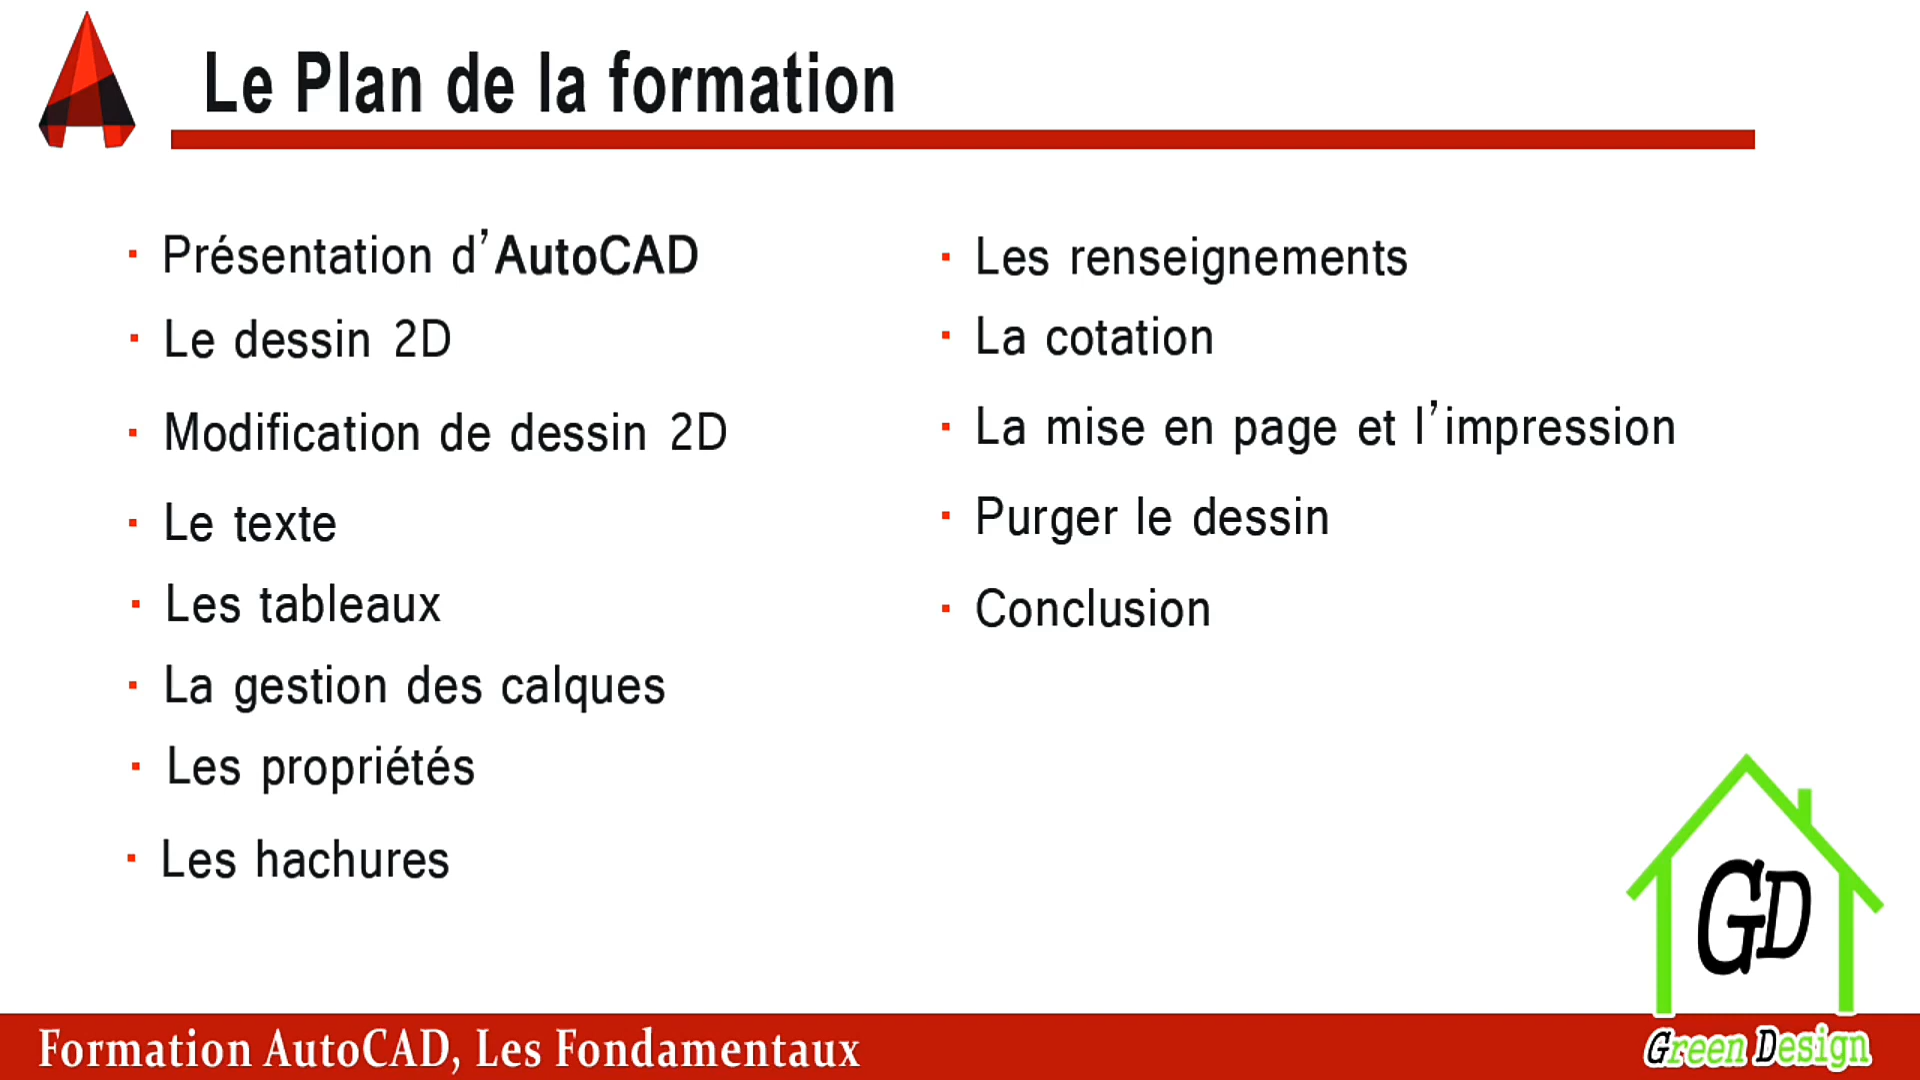 Le Plan de la formation
Présentation d’AutoCAD
Le dessin 2D
Modification de dessin 2D
Le texte
Les tableaux
La gestion des calques
Les propriétés
Les hachures
Les renseignements
La cotation
La mise en page et l’impression
Purger le dessin
Conclusion
GD
Green Design
Formation AutoCAD, Les Fondamentaux